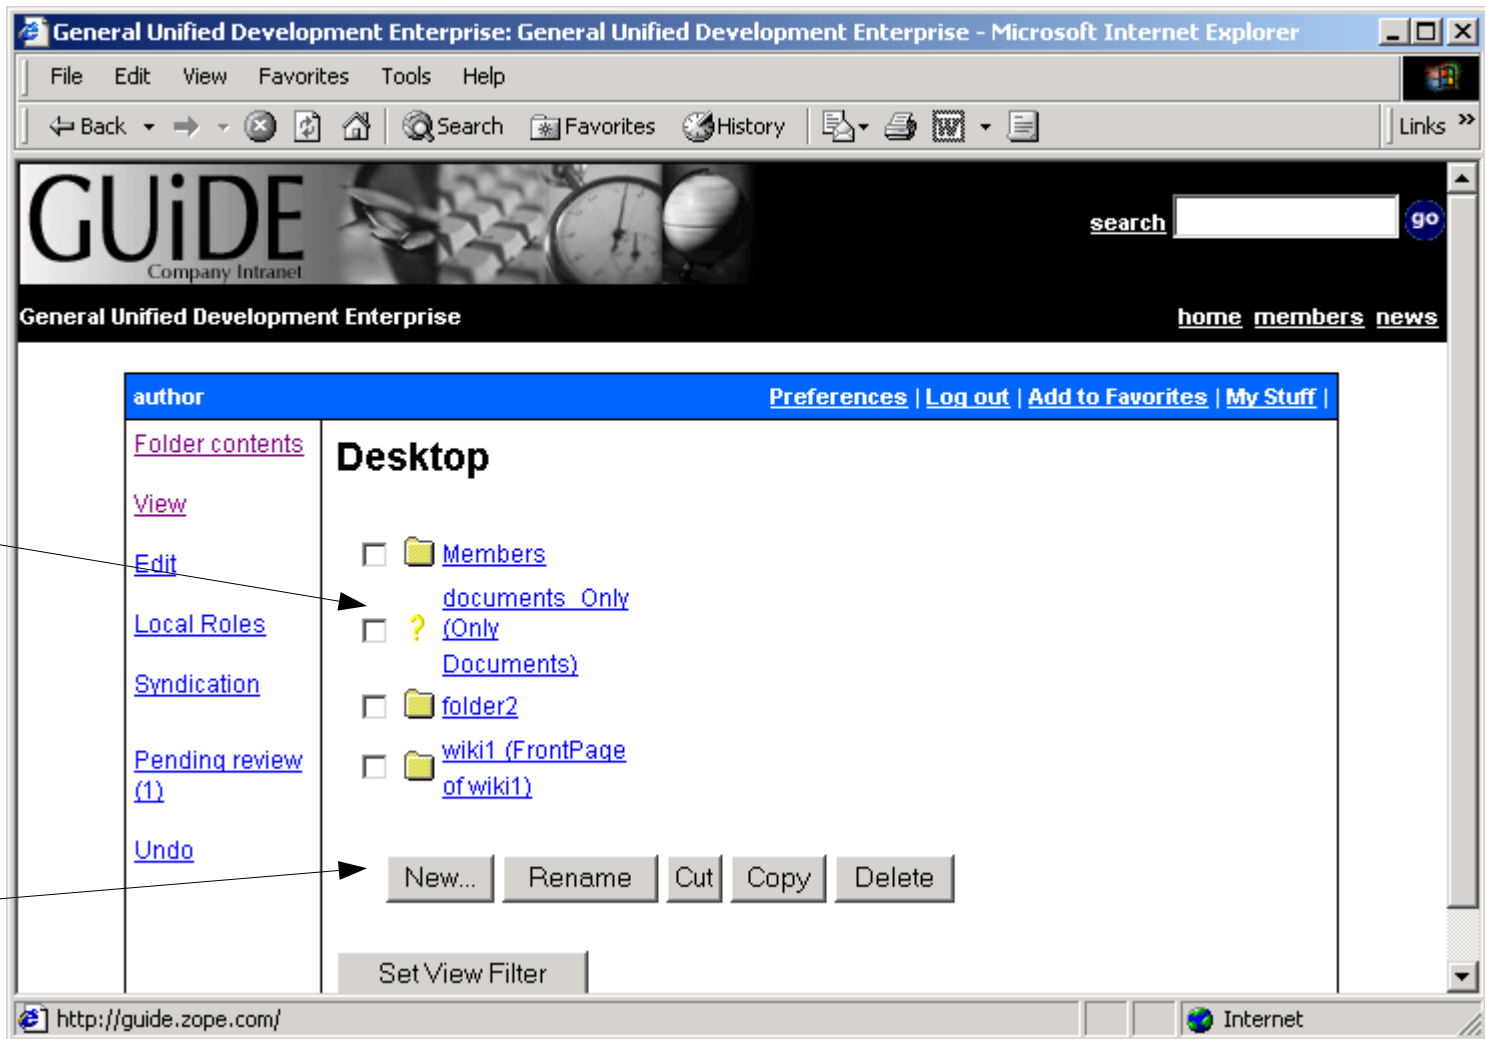 General Unified Development Enterprise: General Unified Development Enterprise - Microsoft Internet Explorer
File Edit View Favorites Tools Help
Back Search Favorites History Links »
GUiDE
Company Intranet
search go
General Unified Development Enterprise home members news
author Preferences | Log out | Add to Favorites | My Stuff |
Folder contents
Desktop
View
Edit
Local Roles
Syndication
Pending review
(1)
Undo
Members
documents_Only
? (Only
Documents)
folder2
wiki1 (FrontPage
of wiki1)
New... Rename Cut Copy Delete
Set View Filter
http://guide.zope.com/ Internet